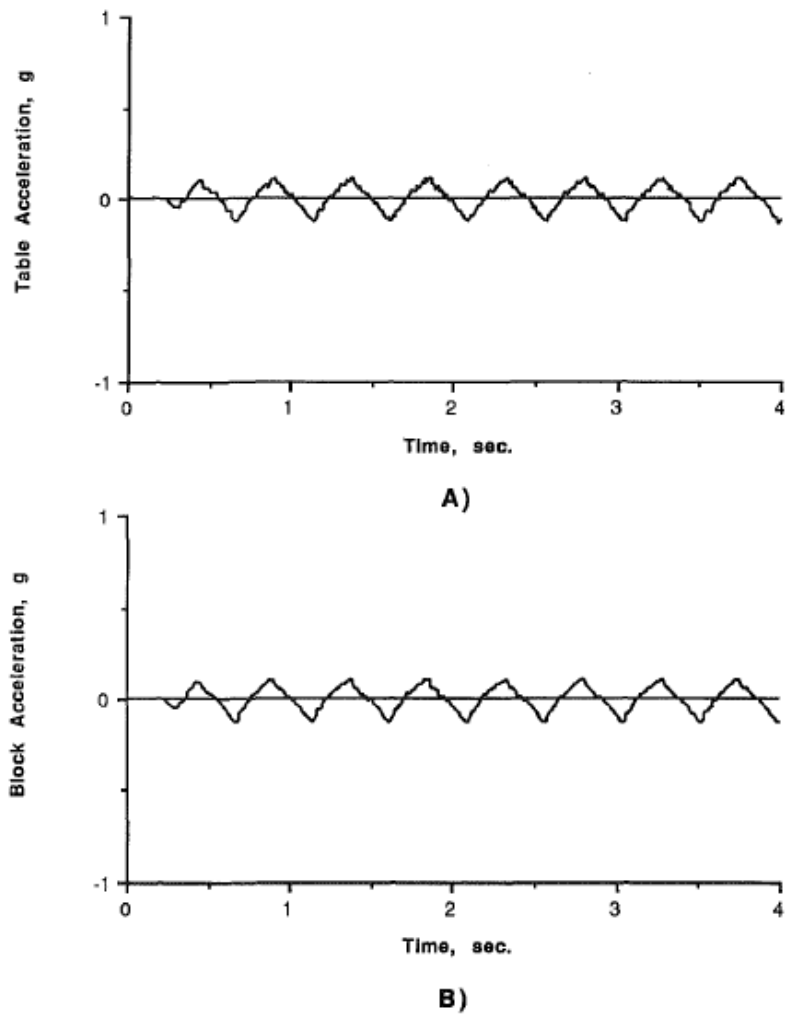 1
Table Acceleration, g
0
-1
0 1 2 3 4
Time, sec.
A)
1
Block Acceleration, g
0
-1
0 1 2 3 4
Time, sec.
B)